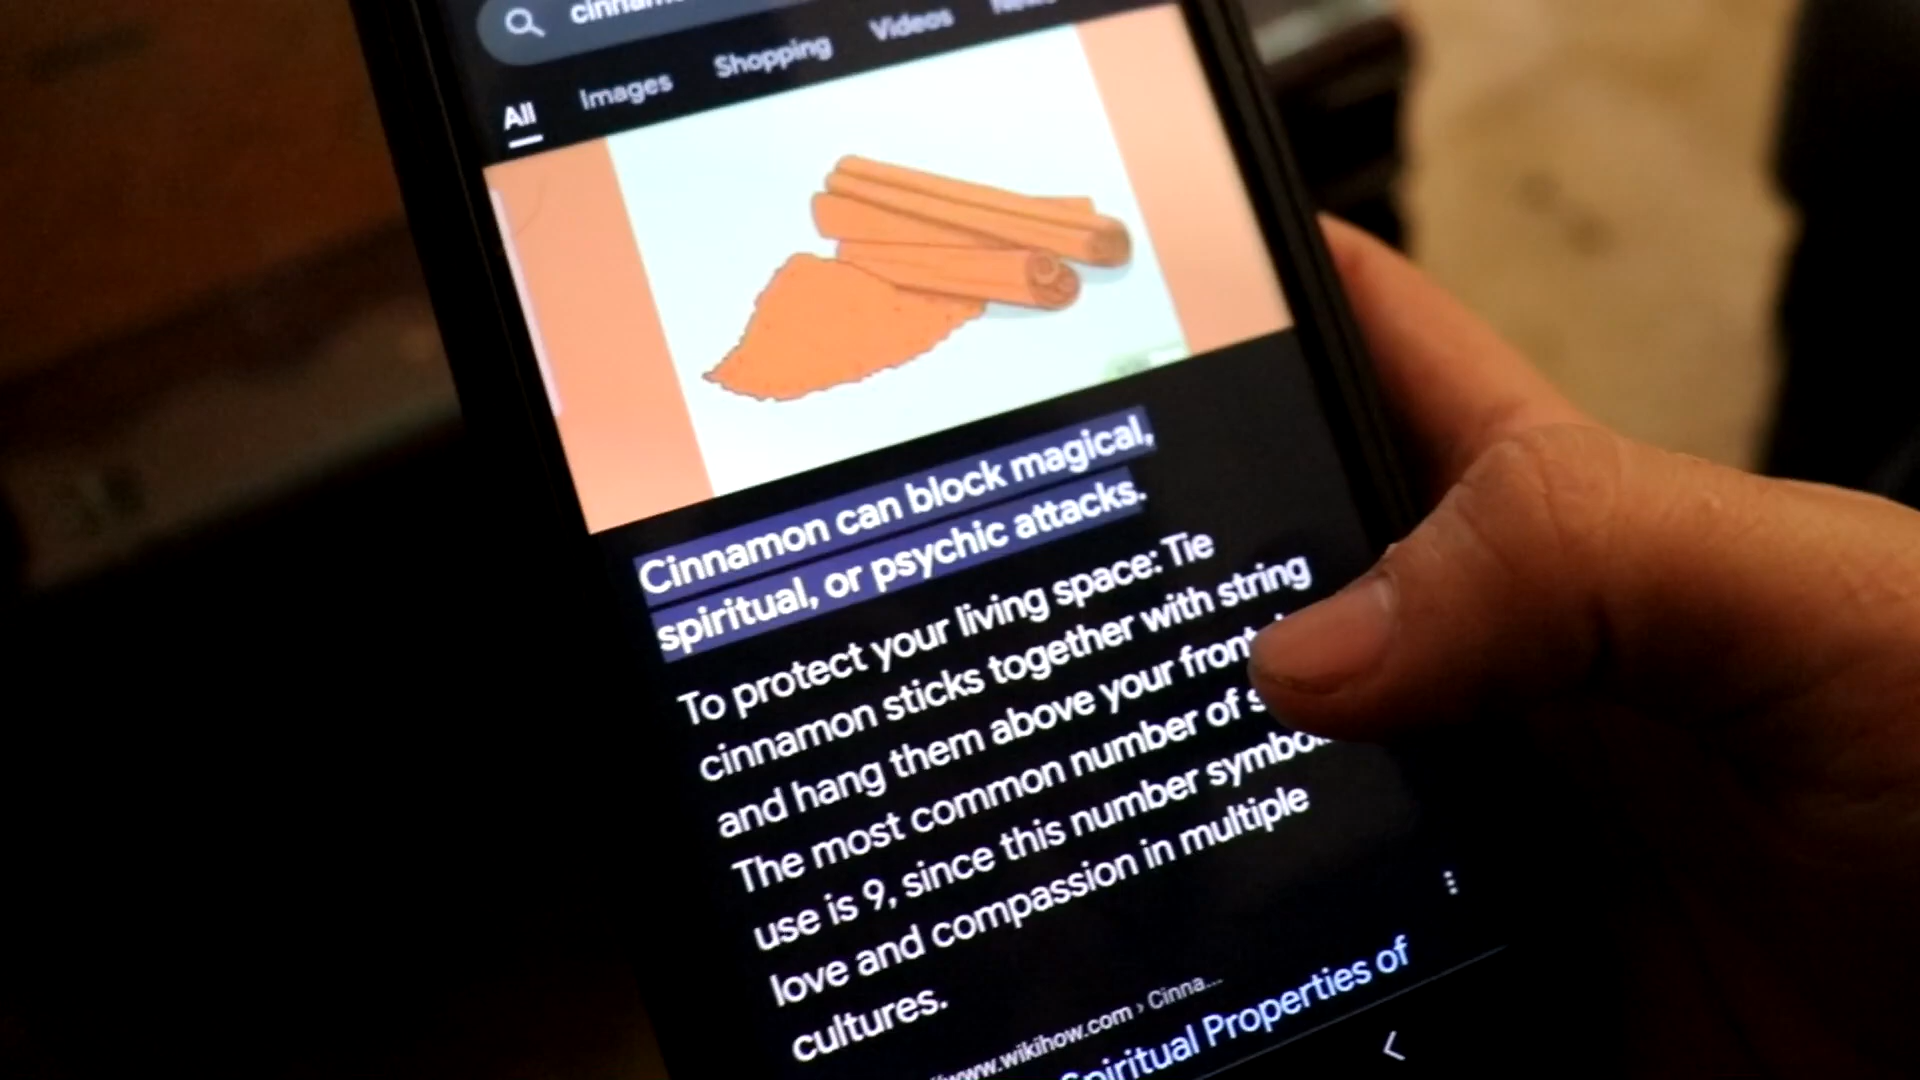 All Images Shopping Videos News
Cinnamon can block magical,
spiritual, or psychic attacks.
To protect your living space: Tie
cinnamon sticks together with string
and hang them above your front
The most common number of
use is 9, since this number
love and compassion in multiple
cultures.
www.wikihow.com › Cinna...
Spiritual Properties of